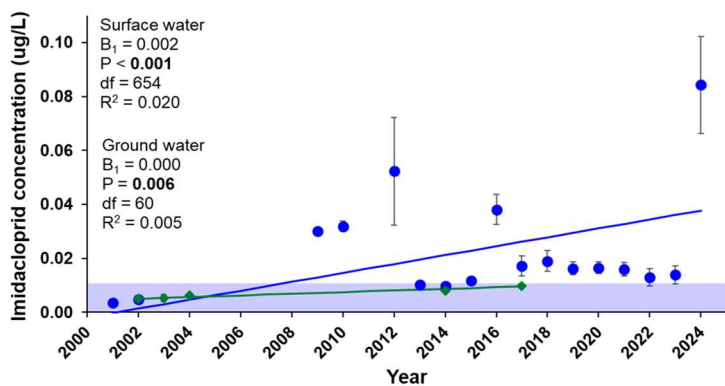 Imidacloprid concentration (ug/L)
0.10
0.08
0.06
0.04
0.02
0.00
Surface water
B₁ = 0.002
P < 0.001
df = 654
R² = 0.020
Ground water
B₁ = 0.000
P = 0.006
df = 60
R² = 0.005
2000 2002 2004 2006 2008 2010 2012 2014 2016 2018 2020 2022 2024
Year